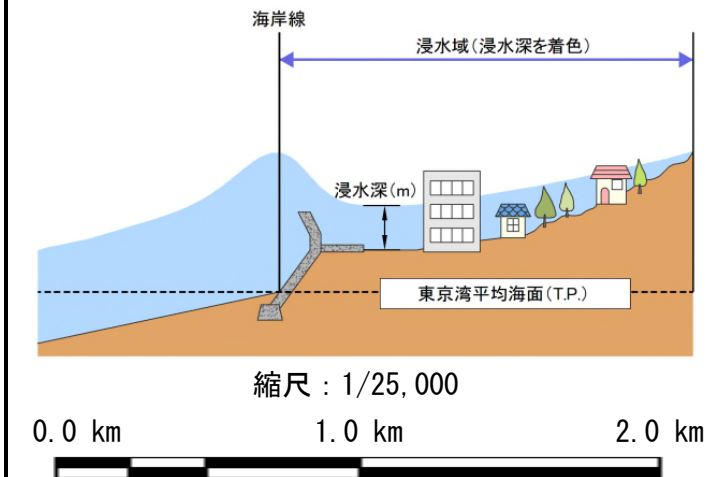 海岸線
浸水域(浸水深を着色)
浸水深(m)
東京湾平均海面(T.P.)
縮尺：1/25,000
0.0 km 1.0 km 2.0 km